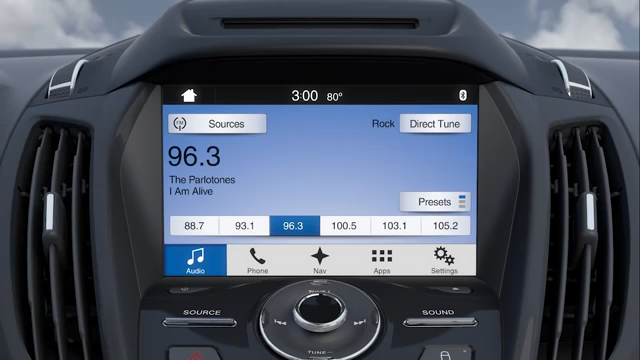 3:00 80°
FM Sources
Rock Direct Tune
96.3
The Parlotones
I Am Alive
Presets
88.7 93.1 96.3 100.5 103.1 105.2
Audio Phone Nav Apps Settings
SOURCE SOUND
TUNE